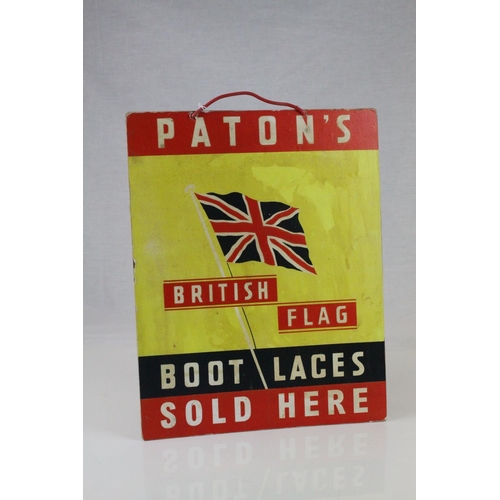 PATON'S
BRITISH
FLAG
BOOT LACES
SOLD HERE